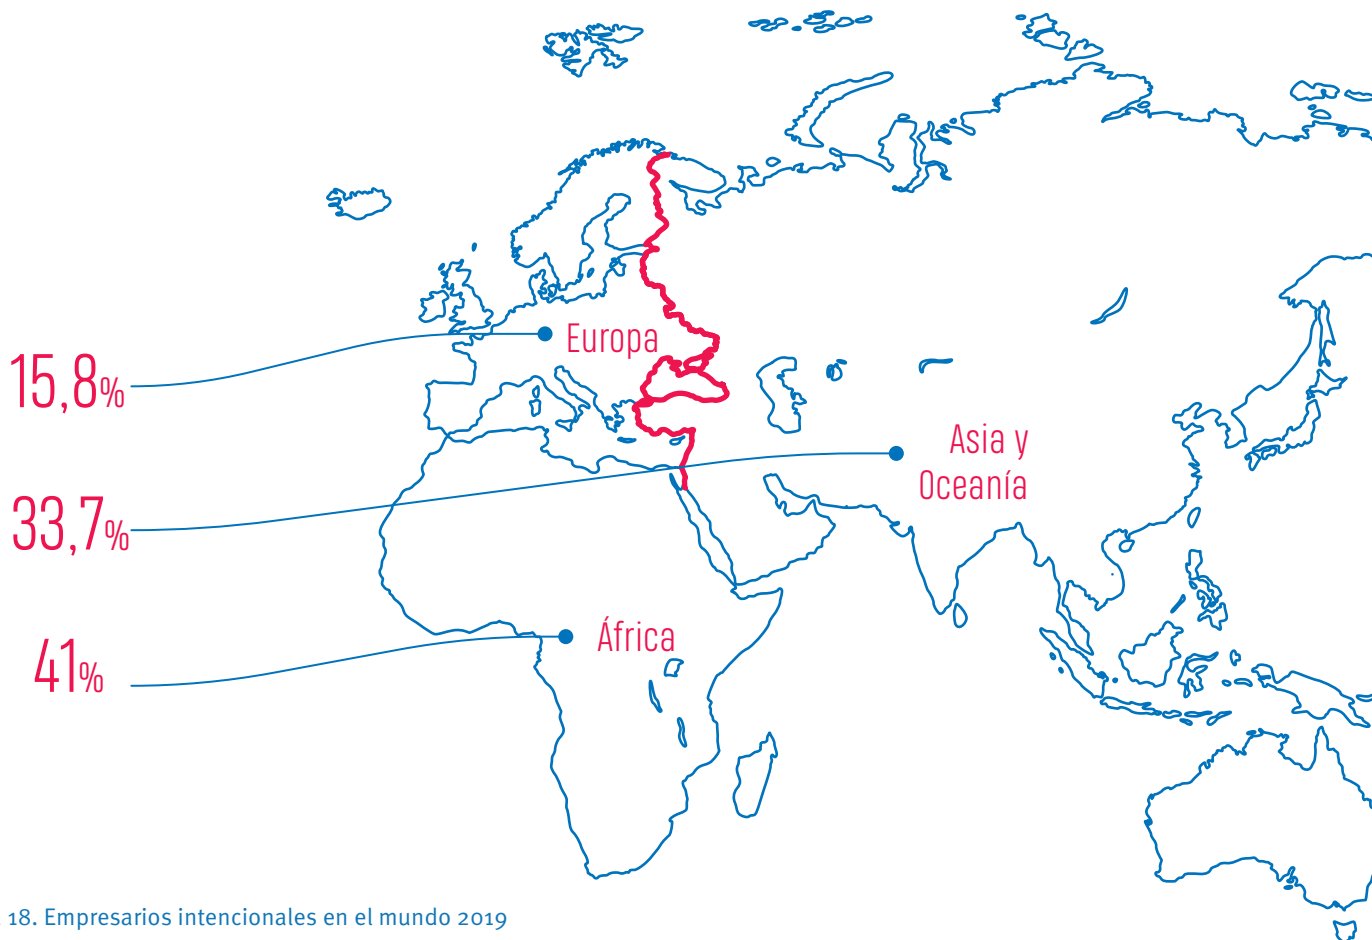 Europa
15,8%
Asia y
Oceanía
33,7%
África
41%
18. Empresarios intencionales en el mundo 2019